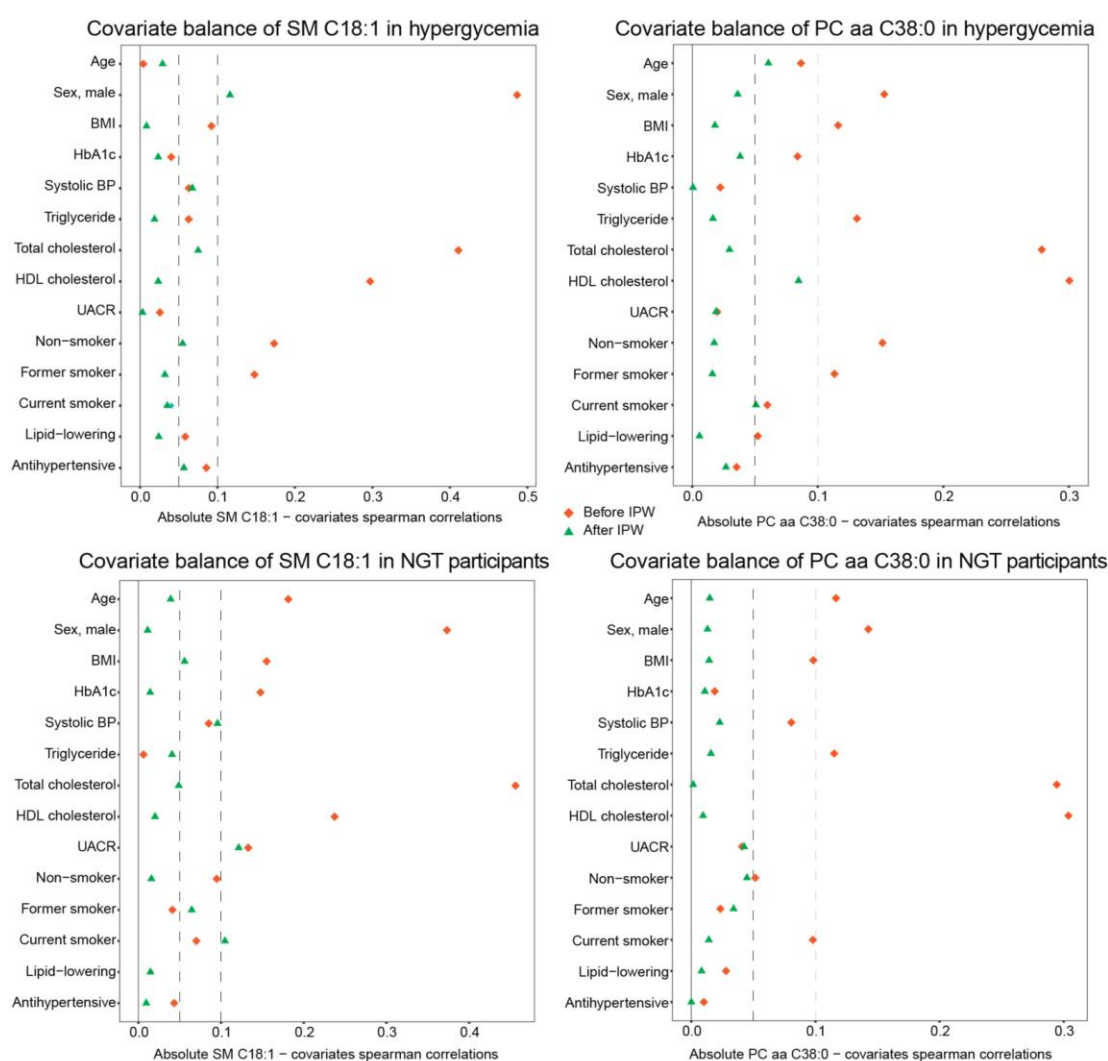 Covariate balance of SM C18:1 in hypergycemia
Age
Sex, male
BMI
HbA1c
Systolic BP
Triglyceride
Total cholesterol
HDL cholesterol
UACR
Non−smoker
Former smoker
Current smoker
Lipid−lowering
Antihypertensive
0.0 0.1 0.2 0.3 0.4 0.5
Absolute SM C18:1 − covariates spearman correlations
Covariate balance of PC aa C38:0 in hypergycemia
Age
Sex, male
BMI
HbA1c
Systolic BP
Triglyceride
Total cholesterol
HDL cholesterol
UACR
Non−smoker
Former smoker
Current smoker
Lipid−lowering
Antihypertensive
0.0 0.1 0.2 0.3
Absolute PC aa C38:0 − covariates spearman correlations
Before IPW
After IPW
Covariate balance of SM C18:1 in NGT participants
Age
Sex, male
BMI
HbA1c
Systolic BP
Triglyceride
Total cholesterol
HDL cholesterol
UACR
Non−smoker
Former smoker
Current smoker
Lipid−lowering
Antihypertensive
0.0 0.1 0.2 0.3 0.4
Absolute SM C18:1 − covariates spearman correlations
Covariate balance of PC aa C38:0 in NGT participants
Age
Sex, male
BMI
HbA1c
Systolic BP
Triglyceride
Total cholesterol
HDL cholesterol
UACR
Non−smoker
Former smoker
Current smoker
Lipid−lowering
Antihypertensive
0.0 0.1 0.2 0.3
Absolute PC aa C38:0 − covariates spearman correlations